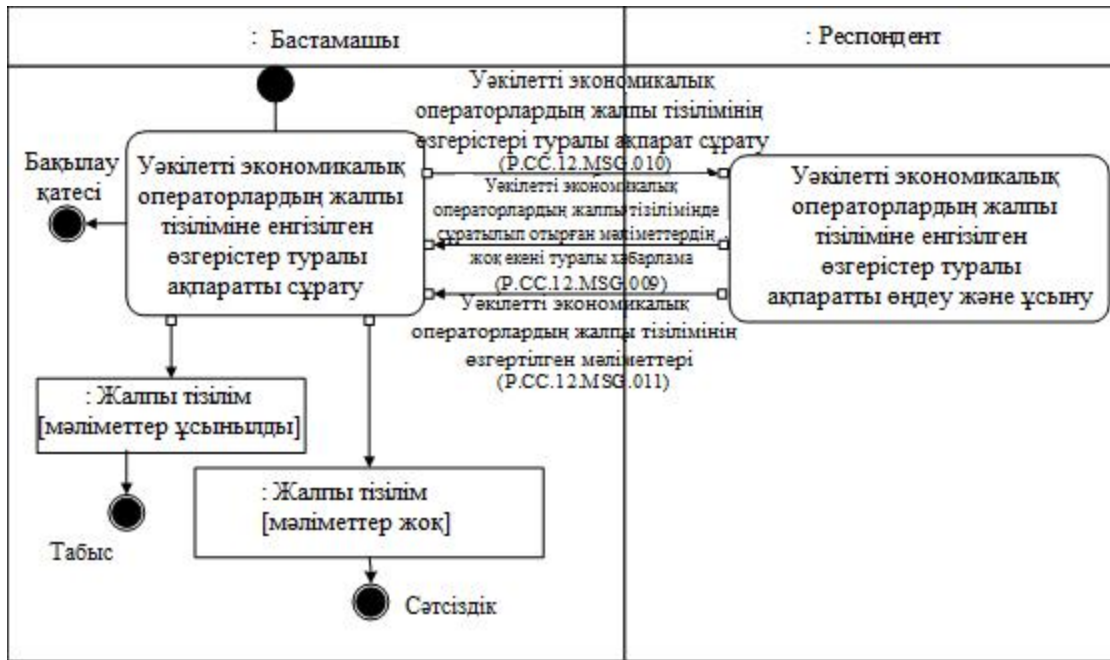 : Бастамашы
: Респондент
Уәкілетті экономикалық
операторлардың жалпы тізілімінің
өзгерістері туралы ақпарат сұрату
(P.CC.12.MSG.010)
Бақылау
қатесі
Уәкілетті экономикалық
операторлардың жалпы
тізіліміне енгізілген
өзгерістер туралы
ақпаратты сұрату
Уәкілетті экономикалық
операторлардың жалпы тізілімінде
сұратылып отырған мәліметтердің
жоқ екені туралы хабарлама
(P.CC.12.MSG.009)
Уәкілетті экономикалық
операторлардың жалпы тізілімінің
өзгертілген мәліметтері
(P.CC.12.MSG.011)
Уәкілетті экономикалық
операторлардың жалпы
тізіліміне енгізілген
өзгерістер туралы
ақпаратты өңдеу және ұсыну
: Жалпы тізілім
[мәліметтер ұсынылды]
: Жалпы тізілім
[мәліметтер жоқ]
Табыс
Сәтсіздік